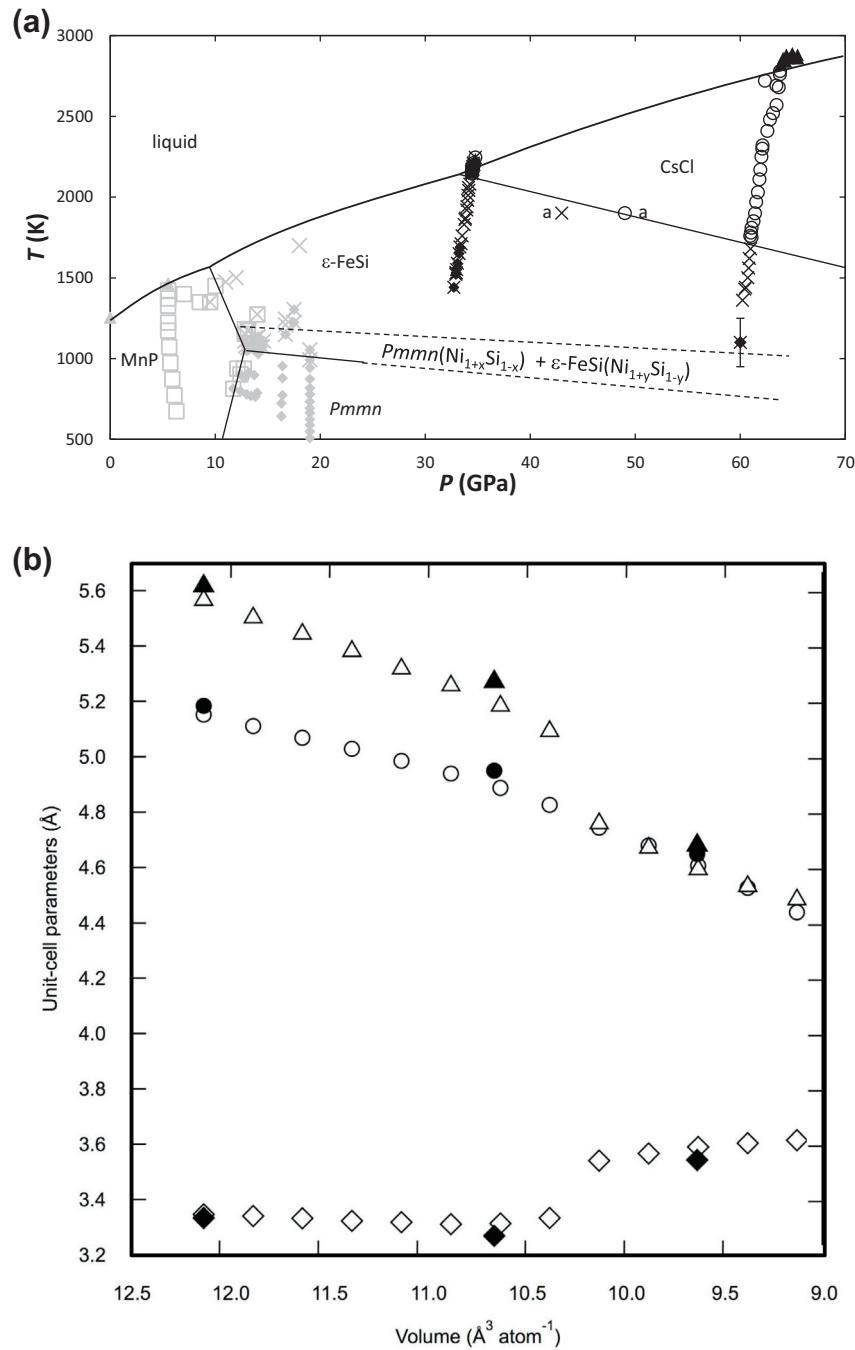 (a)
3000
2500
2000
1500
1000
500
T (K)
liquid
CsCl
a
a
ε-FeSi
MnP
Pmmn(Ni1+xSi1-x) + ε-FeSi(Ni1+ySi1-y)
Pmmn
0
10
20
30
40
50
60
70
P (GPa)
(b)
5.6
5.4
5.2
5.0
4.8
4.6
4.4
4.2
4.0
3.8
3.6
3.4
3.2
Unit-cell parameters (Å)
12.5
12.0
11.5
11.0
10.5
10.0
9.5
9.0
Volume (Å3 atom-1)